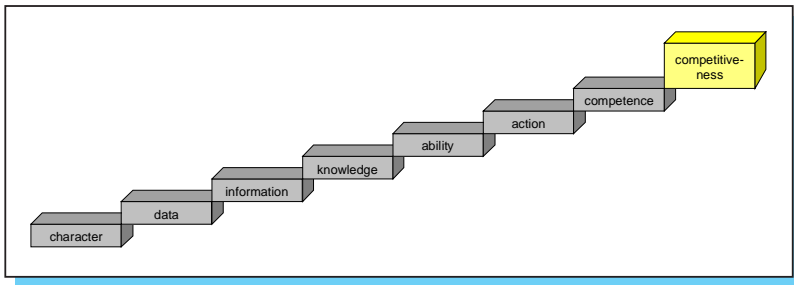 competitive-
ness
competence
action
ability
knowledge
information
data
character